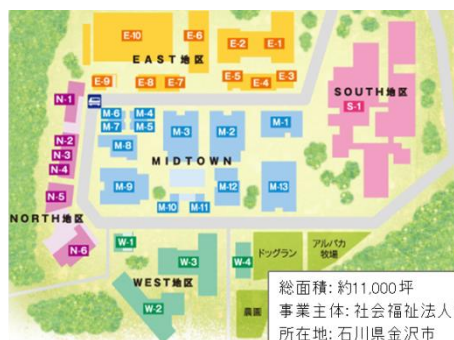 E-10
E-6
E-2
E-1
EAST地区
E-9
E-8
E-7
E-5
E-4
E-3
SOUTH地区
S-1
N-1
N-2
N-3
N-4
N-5
NORTH地区
N-6
M-6
M-4
M-7
M-5
M-3
M-2
M-1
M-8
MIDTOWN
M-9
M-10
M-11
M-12
M-13
W-1
W-3
W-4
WEST地区
W-2
ドッグラン
アルパカ
牧場
農園
総面積: 約11,000坪
事業主体: 社会福祉法人
所在地: 石川県金沢市